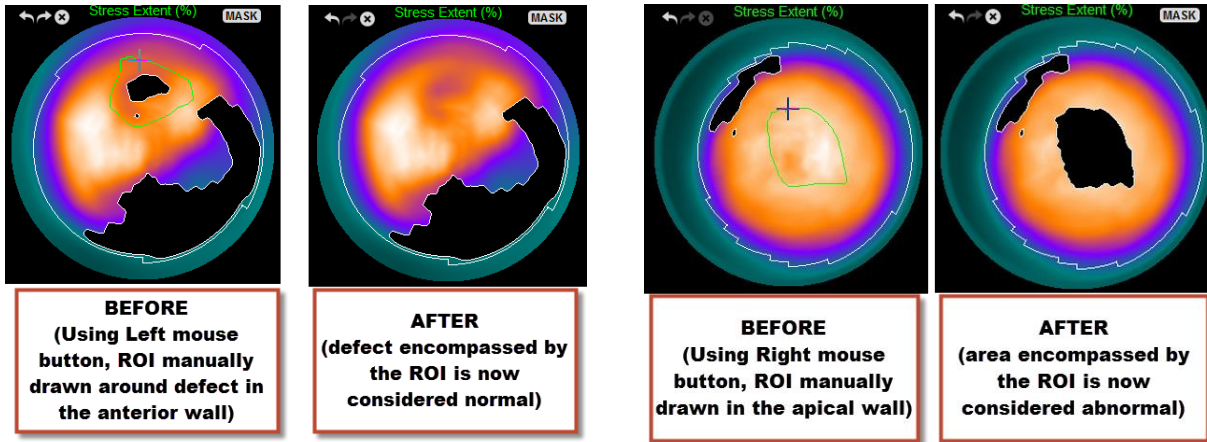 Stress Extent (%)
MASK
Stress Extent (%)
MASK
Stress Extent (%)
MASK
Stress Extent (%)
MASK
BEFORE
(Using Left mouse
button, ROI manually
drawn around defect in
the anterior wall)
AFTER
(defect encompassed by
the ROI is now
considered normal)
BEFORE
(Using Right mouse
button, ROI manually
drawn in the apical wall)
AFTER
(area encompassed by
the ROI is now
considered abnormal)